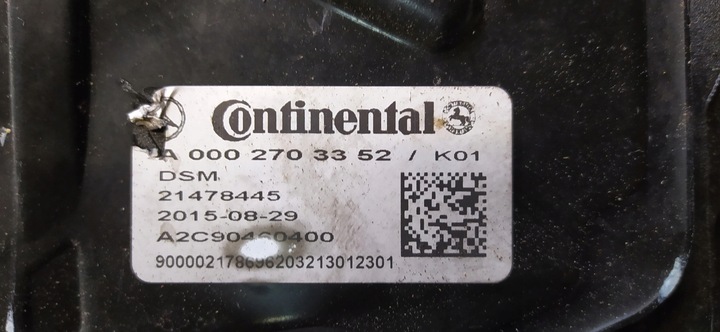 Continental
A 000 270 33 52 / K01
DSM
21478445
2015-08-29
900002178696203213012301